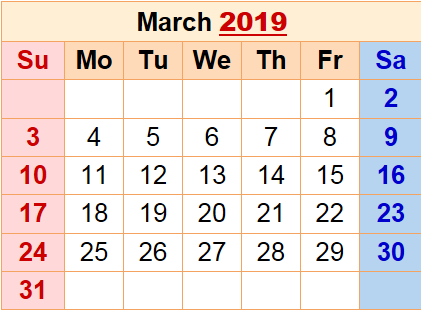 March 2019
Su Mo Tu We Th Fr Sa
1 2
3 4 5 6 7 8 9
10 11 12 13 14 15 16
17 18 19 20 21 22 23
24 25 26 27 28 29 30
31